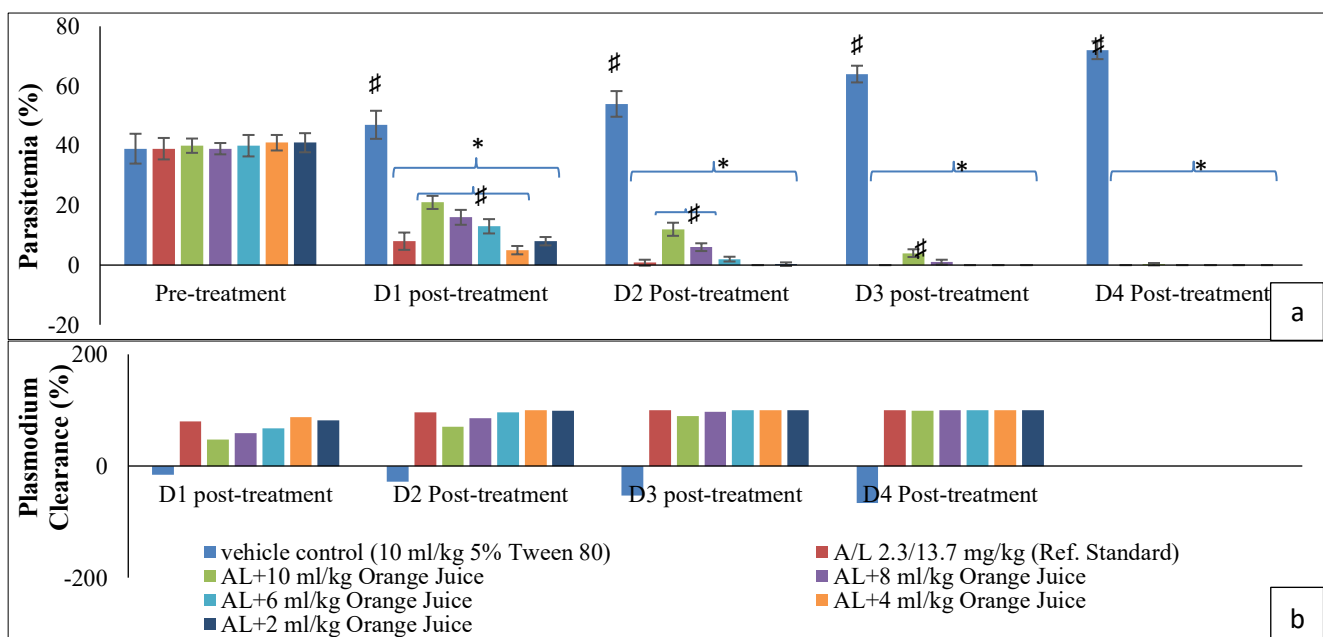 80
60
40
20
0
-20
Parasitemia (%)
♯
♯
♯
♯
*
*
*
*
♯
♯
♯
Pre-treatment
D1 post-treatment
D2 Post-treatment
D3 post-treatment
D4 Post-treatment
a
200
0
-200
Plasmodium
Clearance (%)
D1 post-treatment
D2 Post-treatment
D3 post-treatment
D4 Post-treatment
vehicle control (10 ml/kg 5% Tween 80)
A/L 2.3/13.7 mg/kg (Ref. Standard)
AL+10 ml/kg Orange Juice
AL+8 ml/kg Orange Juice
AL+6 ml/kg Orange Juice
AL+4 ml/kg Orange Juice
AL+2 ml/kg Orange Juice
b